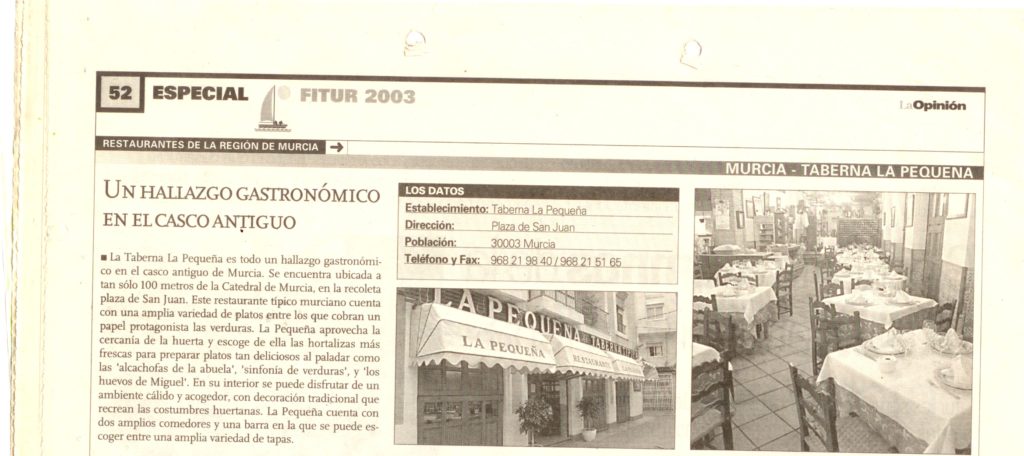 52 ESPECIAL FITUR 2003
LaOpinión
RESTAURANTES DE LA REGIÓN DE MURCIA
MURCIA - TABERNA LA PEQUEÑA
UN HALLAZGO GASTRONÓMICO
EN EL CASCO ANTIGUO
■ La Taberna La Pequeña es todo un hallazgo gastronómi-
co en el casco antiguo de Murcia. Se encuentra ubicada a
tan sólo 100 metros de la Catedral de Murcia, en la recoleta
plaza de San Juan. Este restaurante típico murciano cuenta
con una amplia variedad de platos entre los que cobran un
papel protagonista las verduras. La Pequeña aprovecha la
cercanía de la huerta y escoge de ella las hortalizas más
frescas para preparar platos tan deliciosos al paladar como
las 'alcachofas de la abuela', 'sinfonía de verduras', y 'los
huevos de Miguel'. En su interior se puede disfrutar de un
ambiente cálido y acogedor, con decoración tradicional que
recrean las costumbres huertanas. La Pequeña cuenta con
dos amplios comedores y una barra en la que se puede es-
coger entre una amplia variedad de tapas.
LOS DATOS
Establecimiento: Taberna La Pequeña
Dirección: Plaza de San Juan
Población: 30003 Murcia
Teléfono y Fax: 968 21 98 40 / 968 21 51 65
LA PEQUEÑA TABERNA TIPICA
LA PEQUEÑA
RESTAURANTE